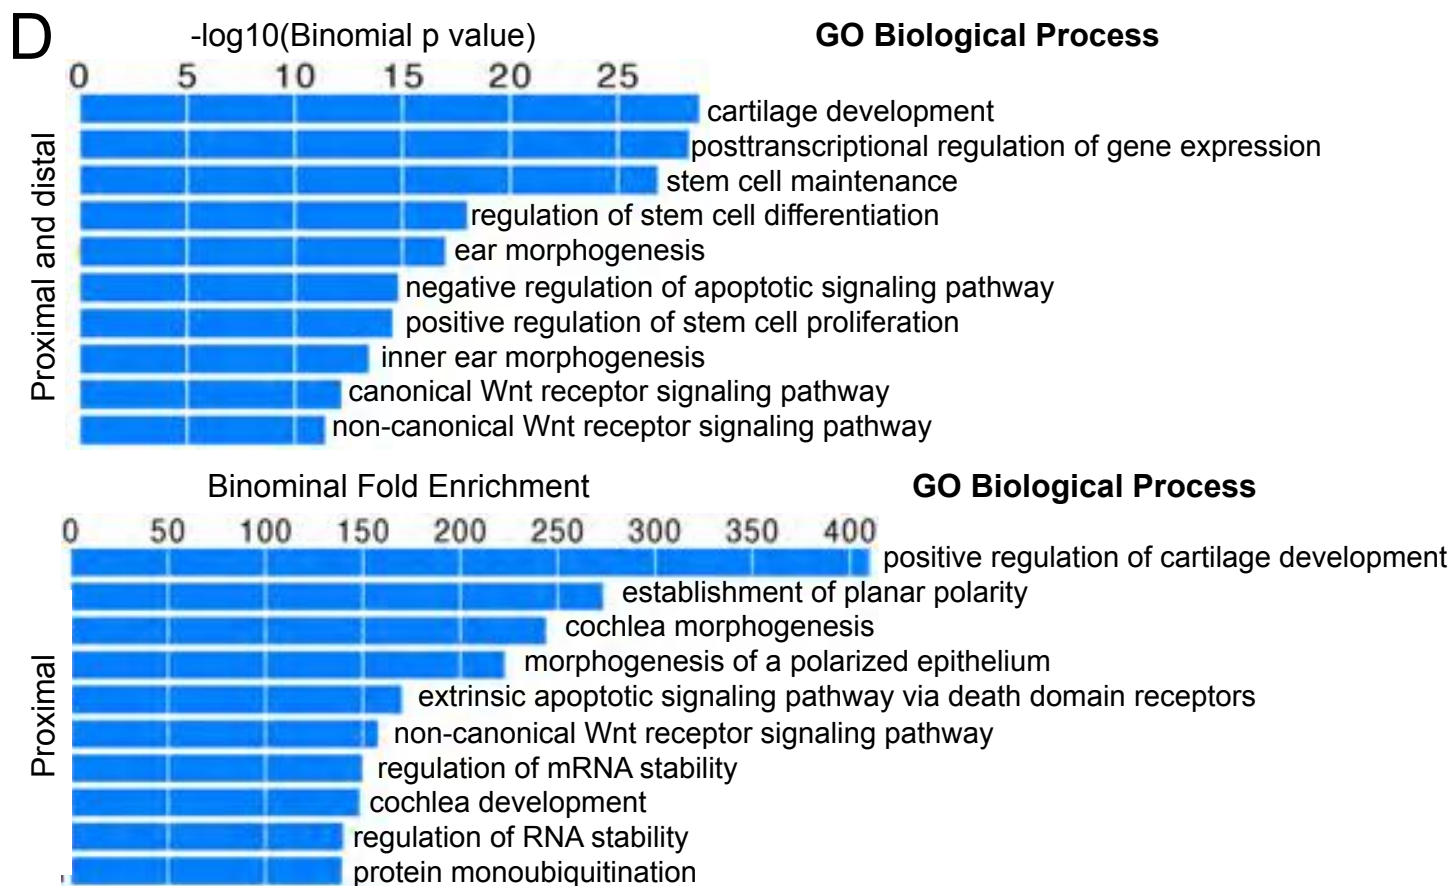 D
-log10(Binomial p value)
GO Biological Process
0 5 10 15 20 25
Proximal and distal
cartilage development
posttranscriptional regulation of gene expression
stem cell maintenance
regulation of stem cell differentiation
ear morphogenesis
negative regulation of apoptotic signaling pathway
positive regulation of stem cell proliferation
inner ear morphogenesis
canonical Wnt receptor signaling pathway
non-canonical Wnt receptor signaling pathway
Binominal Fold Enrichment
GO Biological Process
0 50 100 150 200 250 300 350 400
Proximal
positive regulation of cartilage development
establishment of planar polarity
cochlea morphogenesis
morphogenesis of a polarized epithelium
extrinsic apoptotic signaling pathway via death domain receptors
non-canonical Wnt receptor signaling pathway
regulation of mRNA stability
cochlea development
regulation of RNA stability
protein monoubiquitination